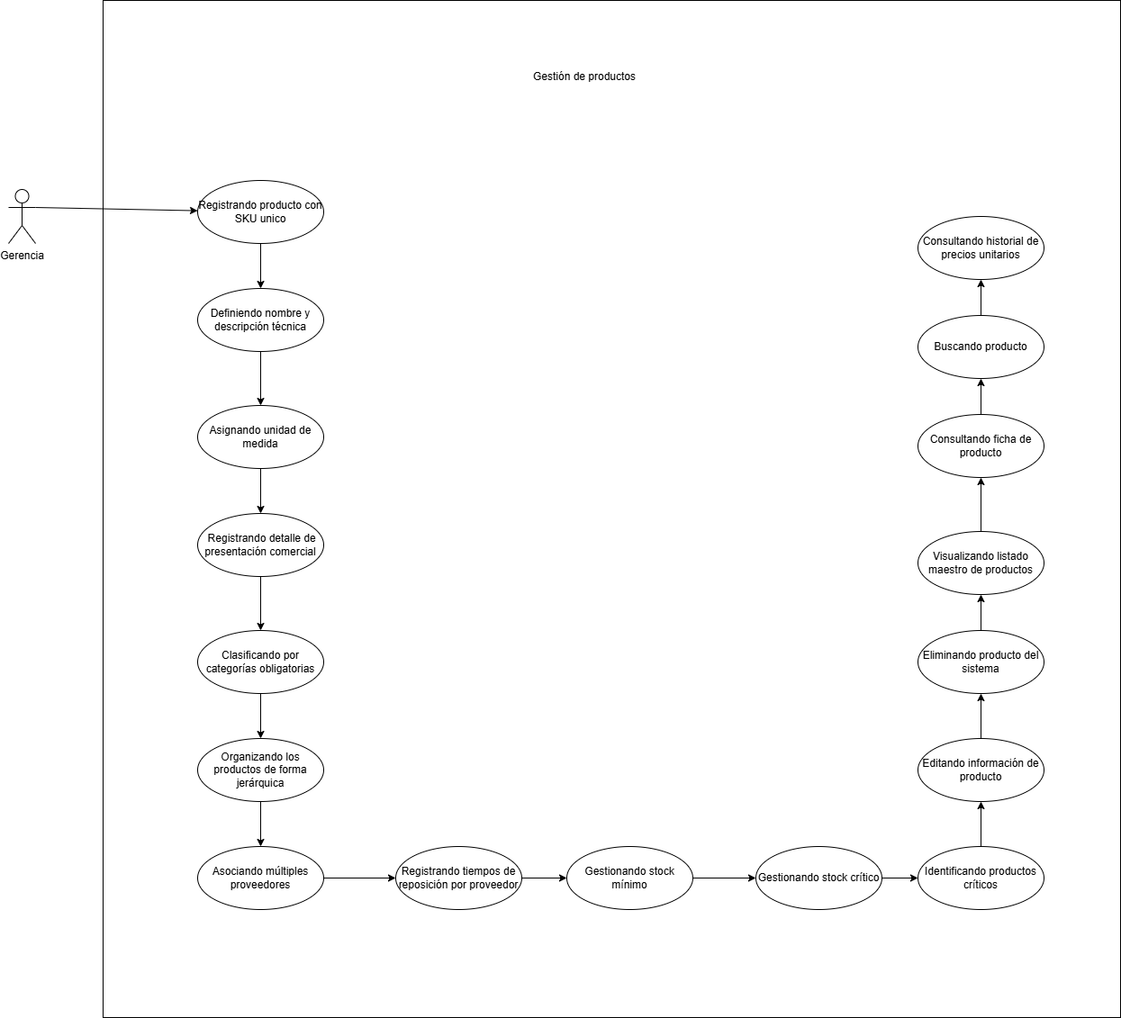 Gestión de productos
Gerencia
Registrando producto con
SKU unico
Definiendo nombre y
descripción técnica
Asignando unidad de
medida
Registrando detalle de
presentación comercial
Clasificando por
categorías obligatorias
Organizando los
productos de forma
jerárquica
Asociando múltiples
proveedores
Registrando tiempos de
reposición por proveedor
Gestionando stock
mínimo
Gestionando stock crítico
Identificando productos
críticos
Editando información de
producto
Eliminando producto del
sistema
Visualizando listado
maestro de productos
Consultando ficha de
producto
Buscando producto
Consultando historial de
precios unitarios